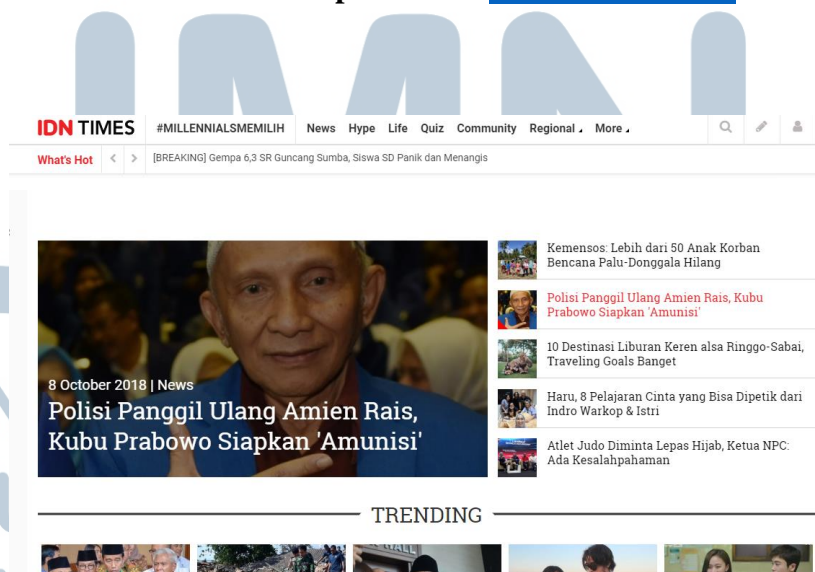 IDN TIMES #MILLENNIALSMEMILIH News Hype Life Quiz Community Regional More
What's Hot [BREAKING] Gempa 6,3 SR Guncang Sumba, Siswa SD Panik dan Menangis
8 October 2018 | News
Polisi Panggil Ulang Amien Rais,
Kubu Prabowo Siapkan 'Amunisi'
Kemensos: Lebih dari 50 Anak Korban
Bencana Palu-Donggala Hilang
Polisi Panggil Ulang Amien Rais, Kubu
Prabowo Siapkan 'Amunisi'
10 Destinasi Liburan Keren alsa Ringgo-Sabai,
Traveling Goals Banget
Haru, 8 Pelajaran Cinta yang Bisa Dipetik dari
Indro Warkop & Istri
Atlet Judo Diminta Lepas Hijab, Ketua NPC:
Ada Kesalahpahaman
TRENDING